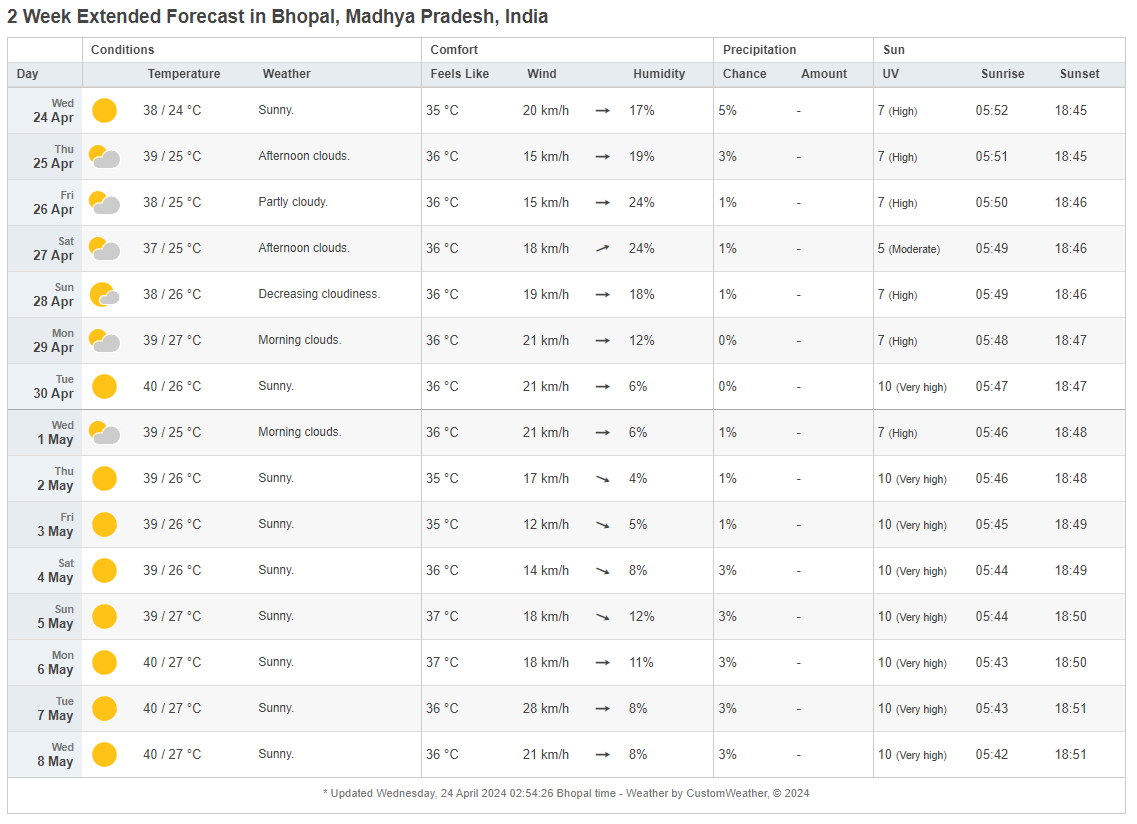 2 Week Extended Forecast in Bhopal, Madhya Pradesh, India
Conditions Comfort Precipitation Sun
Day Temperature Weather Feels Like Wind Humidity Chance Amount UV Sunrise Sunset
Wed
24 Apr 38 / 24 °C Sunny. 35 °C 20 km/h → 17% 5% - 7 (High) 05:52 18:45
Thu
25 Apr 39 / 25 °C Afternoon clouds. 36 °C 15 km/h → 19% 3% - 7 (High) 05:51 18:45
Fri
26 Apr 38 / 25 °C Partly cloudy. 36 °C 15 km/h → 24% 1% - 7 (High) 05:50 18:46
Sat
27 Apr 37 / 25 °C Afternoon clouds. 36 °C 18 km/h → 24% 1% - 5 (Moderate) 05:49 18:46
Sun
28 Apr 38 / 26 °C Decreasing cloudiness. 36 °C 19 km/h → 18% 1% - 7 (High) 05:49 18:46
Mon
29 Apr 39 / 27 °C Morning clouds. 36 °C 21 km/h → 12% 0% - 7 (High) 05:48 18:47
Tue
30 Apr 40 / 26 °C Sunny. 36 °C 21 km/h → 6% 0% - 10 (Very high) 05:47 18:47
Wed
1 May 39 / 25 °C Morning clouds. 36 °C 21 km/h → 6% 1% - 7 (High) 05:46 18:48
Thu
2 May 39 / 26 °C Sunny. 35 °C 17 km/h → 4% 1% - 10 (Very high) 05:46 18:48
Fri
3 May 39 / 26 °C Sunny. 35 °C 12 km/h → 5% 1% - 10 (Very high) 05:45 18:49
Sat
4 May 39 / 26 °C Sunny. 36 °C 14 km/h → 8% 3% - 10 (Very high) 05:44 18:49
Sun
5 May 39 / 27 °C Sunny. 37 °C 18 km/h → 12% 3% - 10 (Very high) 05:44 18:50
Mon
6 May 40 / 27 °C Sunny. 37 °C 18 km/h → 11% 3% - 10 (Very high) 05:43 18:50
Tue
7 May 40 / 27 °C Sunny. 36 °C 28 km/h → 8% 3% - 10 (Very high) 05:43 18:51
Wed
8 May 40 / 27 °C Sunny. 36 °C 21 km/h → 8% 3% - 10 (Very high) 05:42 18:51
* Updated Wednesday, 24 April 2024 02:54:26 Bhopal time - Weather by CustomWeather, © 2024